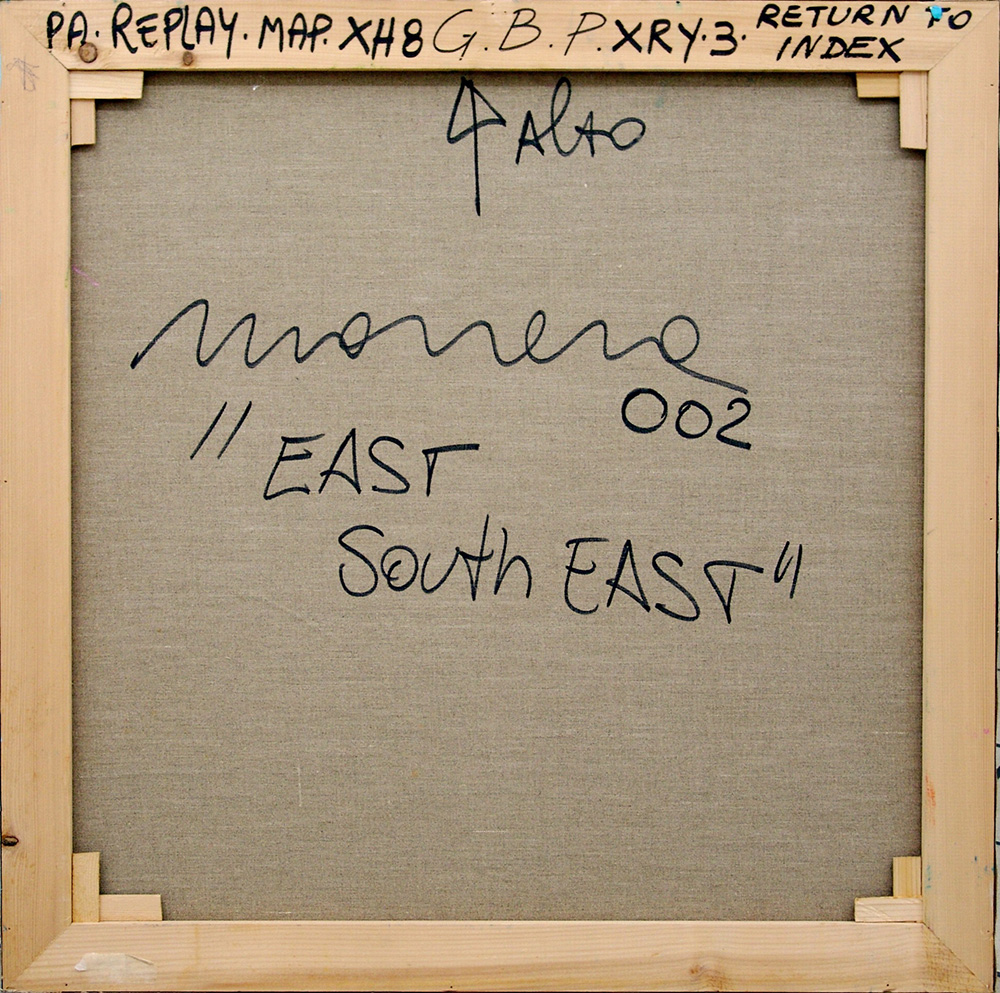 PA. REPLAY. MAP. XH8 G. B. P. XRY. 3. RETURN TO
INDEX
Alto
002
" EAST
South EAST "